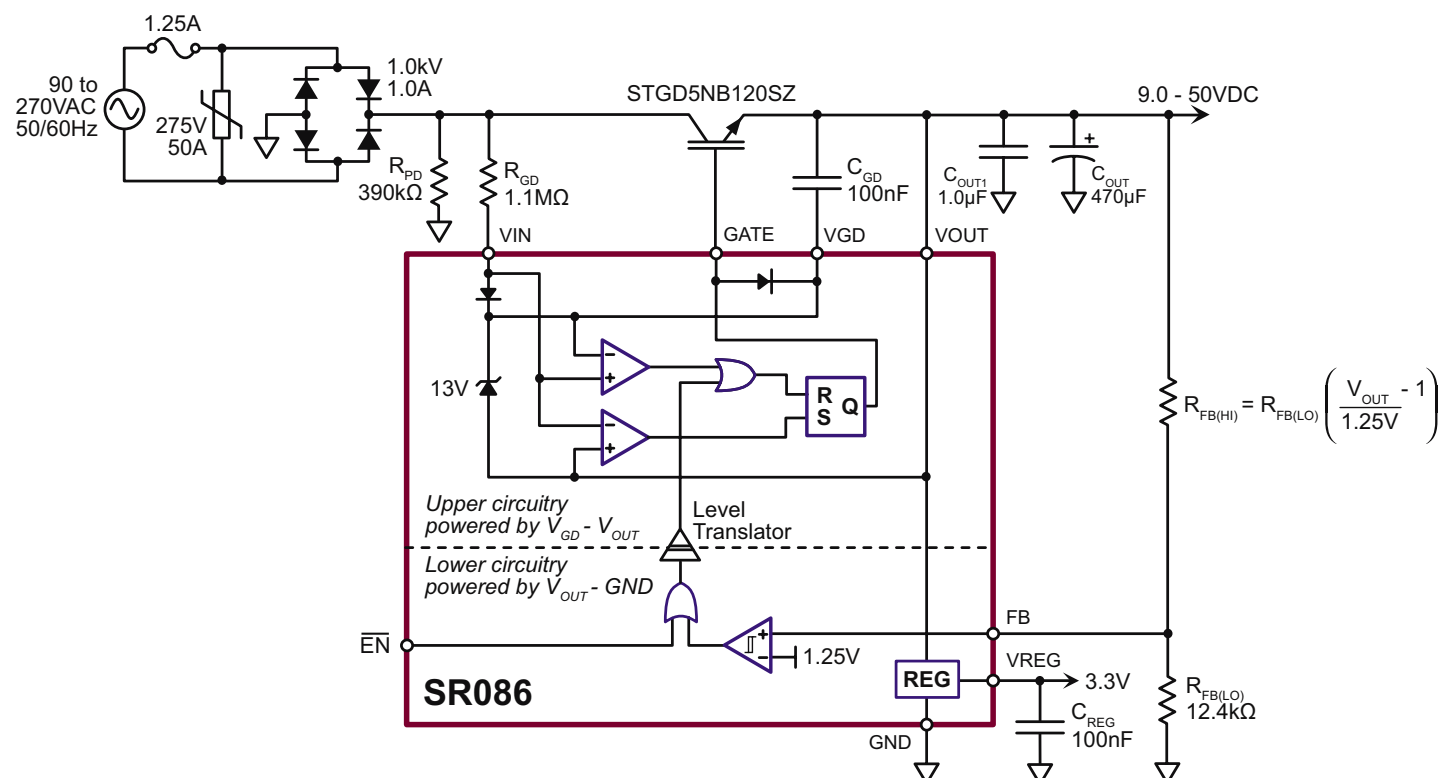 1.25A
90 to
270VAC
50/60Hz
275V
50A
1.0kV
1.0A
STGD5NB120SZ
9.0 - 50VDC
RPD
390kΩ
RGD
1.1MΩ
CGD
100nF
COUT1
1.0µF
+
COUT
470µF
VIN
GATE
VGD
VOUT
13V
-
+
-
+
R
S
Q
RFB(HI) = RFB(LO) ( VOUT / 1.25V - 1 )
Upper circuitry
powered by VGD - VOUT
Level
Translator
Lower circuitry
powered by VOUT - GND
EN
+
-
1.25V
FB
VREG
REG
3.3V
SR086
GND
CREG
100nF
RFB(LO)
12.4kΩ